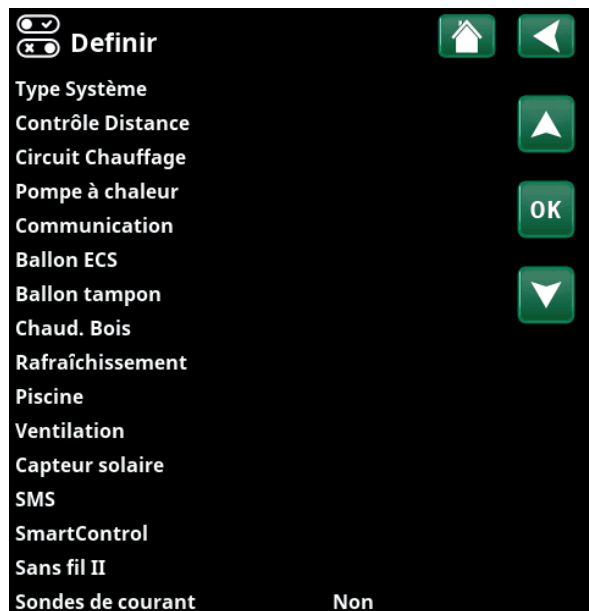 Definir
Type Système
Contrôle Distance
Circuit Chauffage
Pompe à chaleur
OK
Communication
Ballon ECS
Ballon tampon
Chaud. Bois
Rafraîchissement
Piscine
Ventilation
Capteur solaire
SMS
SmartControl
Sans fil II
Sondes de courant Non